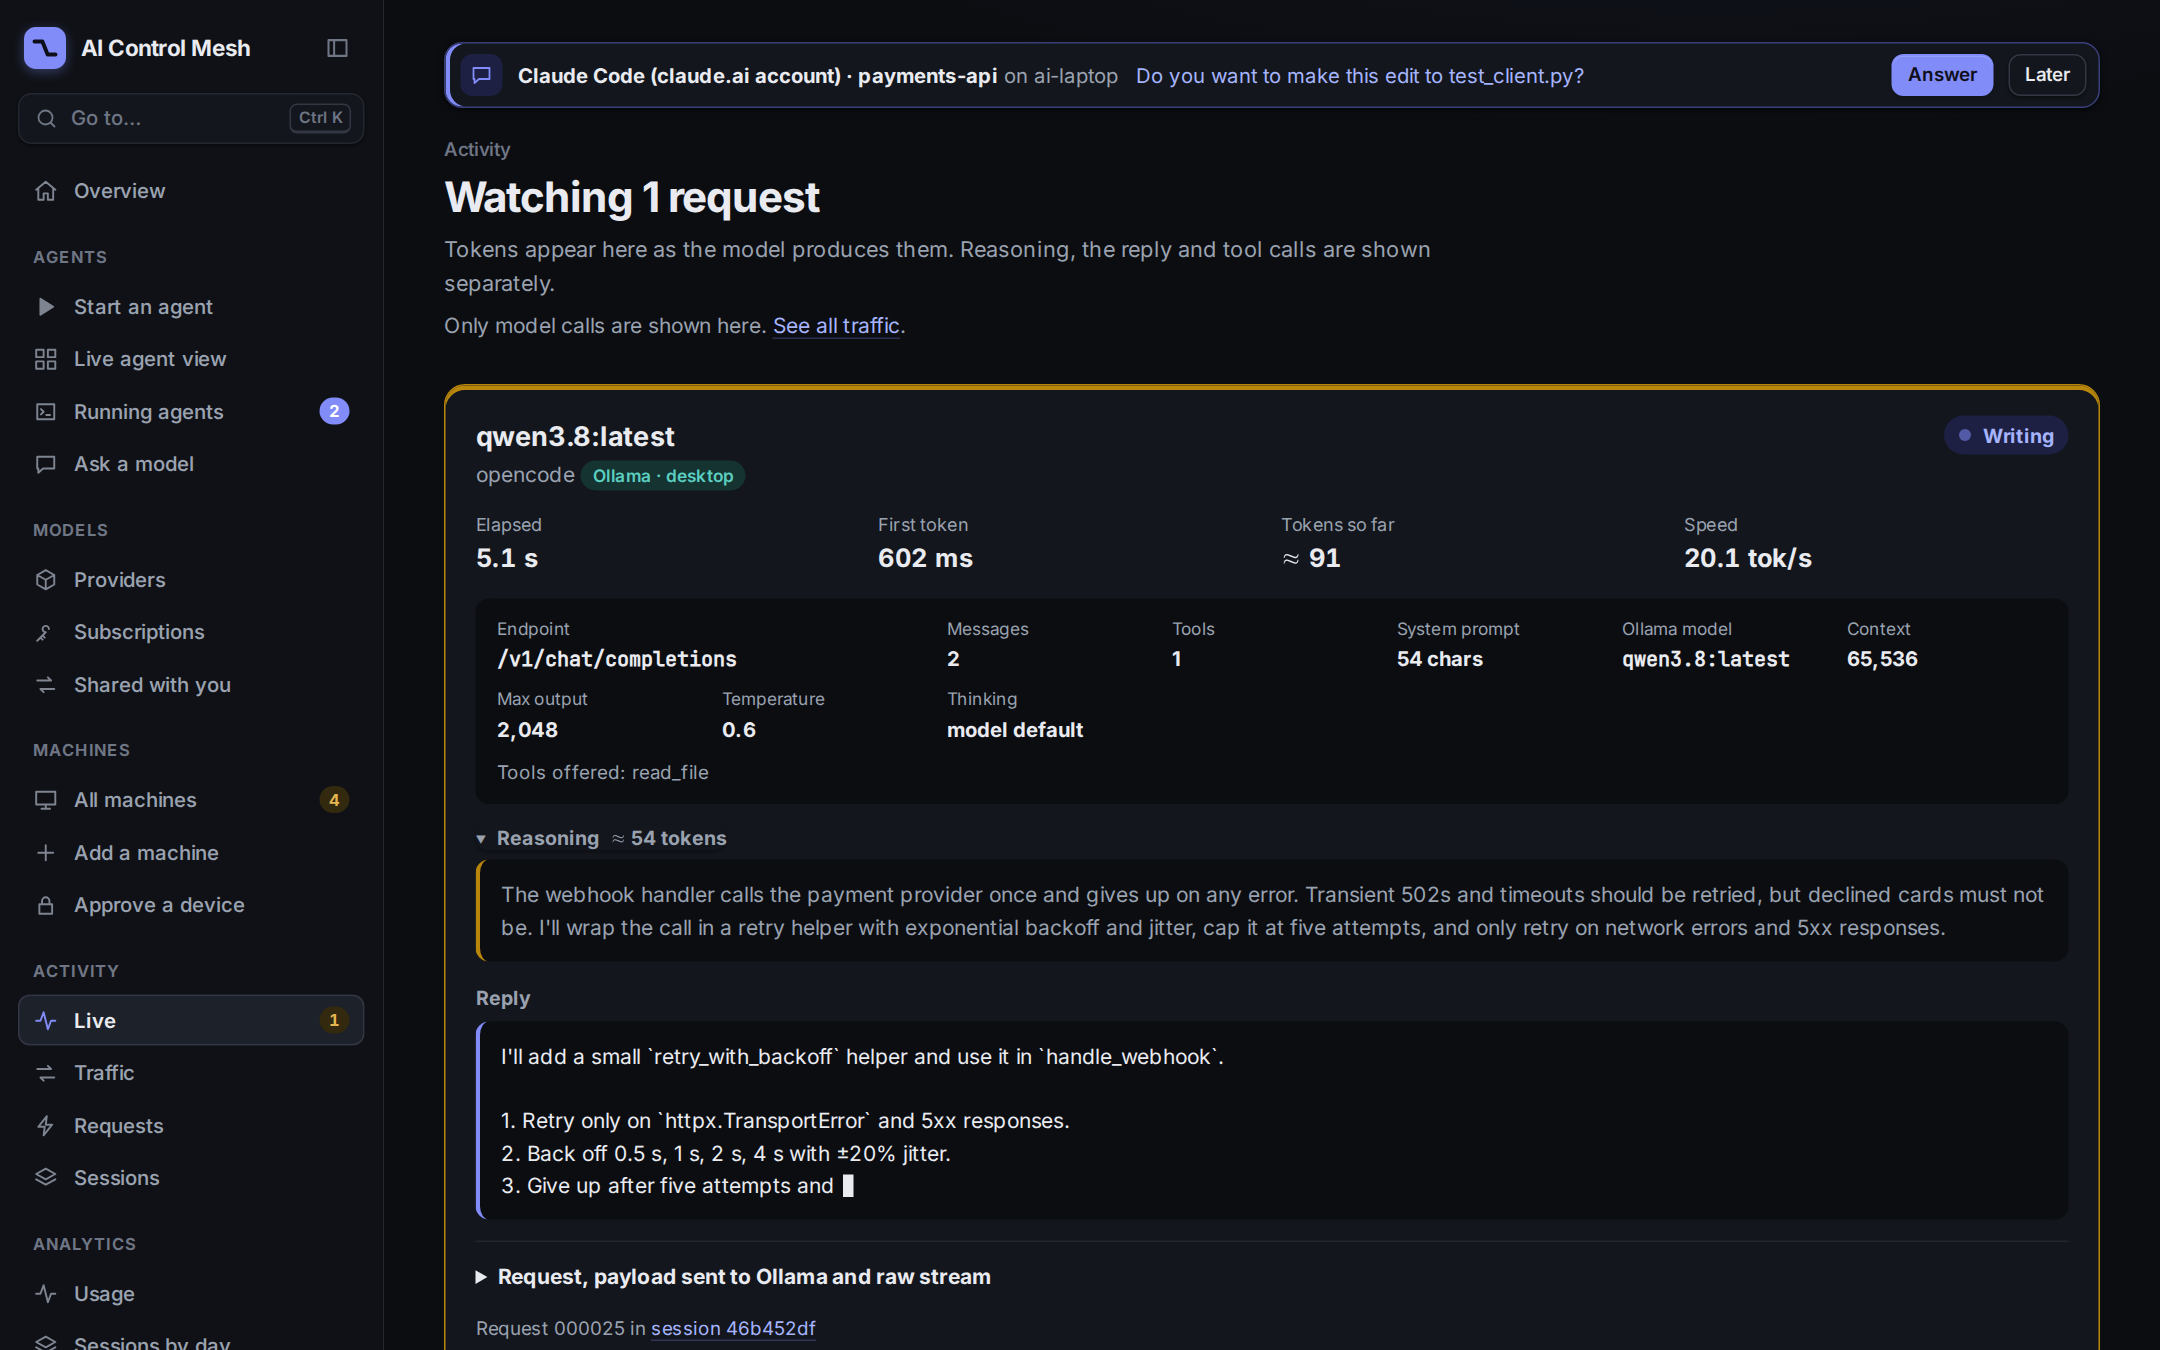 AI Control Mesh
Go to...
Ctrl K
Overview
AGENTS
Start an agent
Live agent view
Running agents
2
Ask a model
MODELS
Providers
Subscriptions
Shared with you
MACHINES
All machines
4
Add a machine
Approve a device
ACTIVITY
Live
1
Traffic
Requests
Sessions
ANALYTICS
Usage
Sessions by day
Claude Code (claude.ai account) · payments-api on ai-laptop Do you want to make this edit to test_client.py?
Answer
Later
Activity
Watching 1 request
Tokens appear here as the model produces them. Reasoning, the reply and tool calls are shown
separately.
Only model calls are shown here. See all traffic.
qwen3.8:latest
Writing
opencode Ollama · desktop
Elapsed
5.1 s
First token
602 ms
Tokens so far
≈ 91
Speed
20.1 tok/s
Endpoint
/v1/chat/completions
Messages
2
Tools
1
System prompt
54 chars
Ollama model
qwen3.8:latest
Context
65,536
Max output
2,048
Temperature
0.6
Thinking
model default
Tools offered: read_file
Reasoning ≈ 54 tokens
The webhook handler calls the payment provider once and gives up on any error. Transient 502s and timeouts should be retried, but declined cards must not
be. I'll wrap the call in a retry helper with exponential backoff and jitter, cap it at five attempts, and only retry on network errors and 5xx responses.
Reply
I'll add a small `retry_with_backoff` helper and use it in `handle_webhook`.
1. Retry only on `httpx.TransportError` and 5xx responses.
2. Back off 0.5 s, 1 s, 2 s, 4 s with ±20% jitter.
3. Give up after five attempts and
Request, payload sent to Ollama and raw stream
Request 000025 in session 46b452df